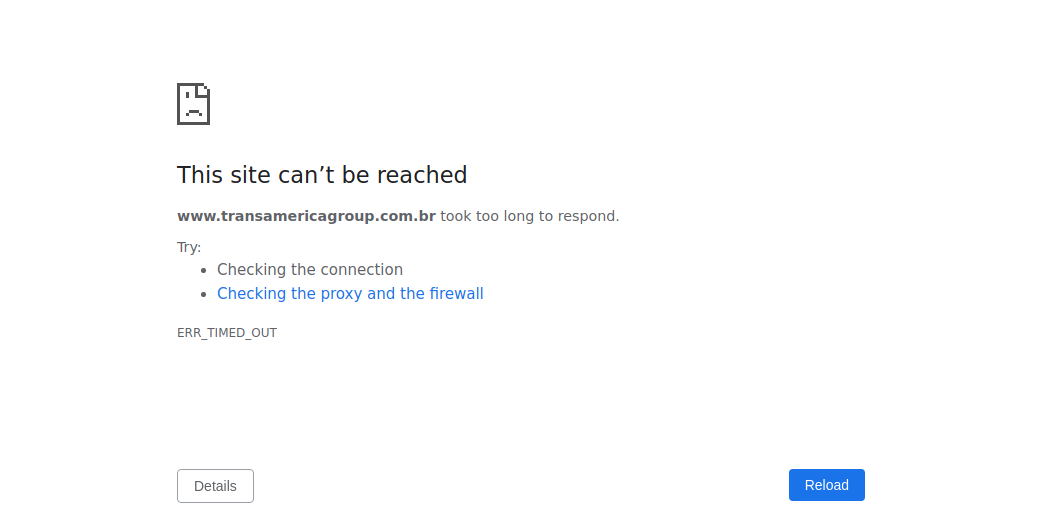 This site can’t be reached
www.transamericagroup.com.br took too long to respond.
Try:
Checking the connection
Checking the proxy and the firewall
ERR_TIMED_OUT
Details
Reload